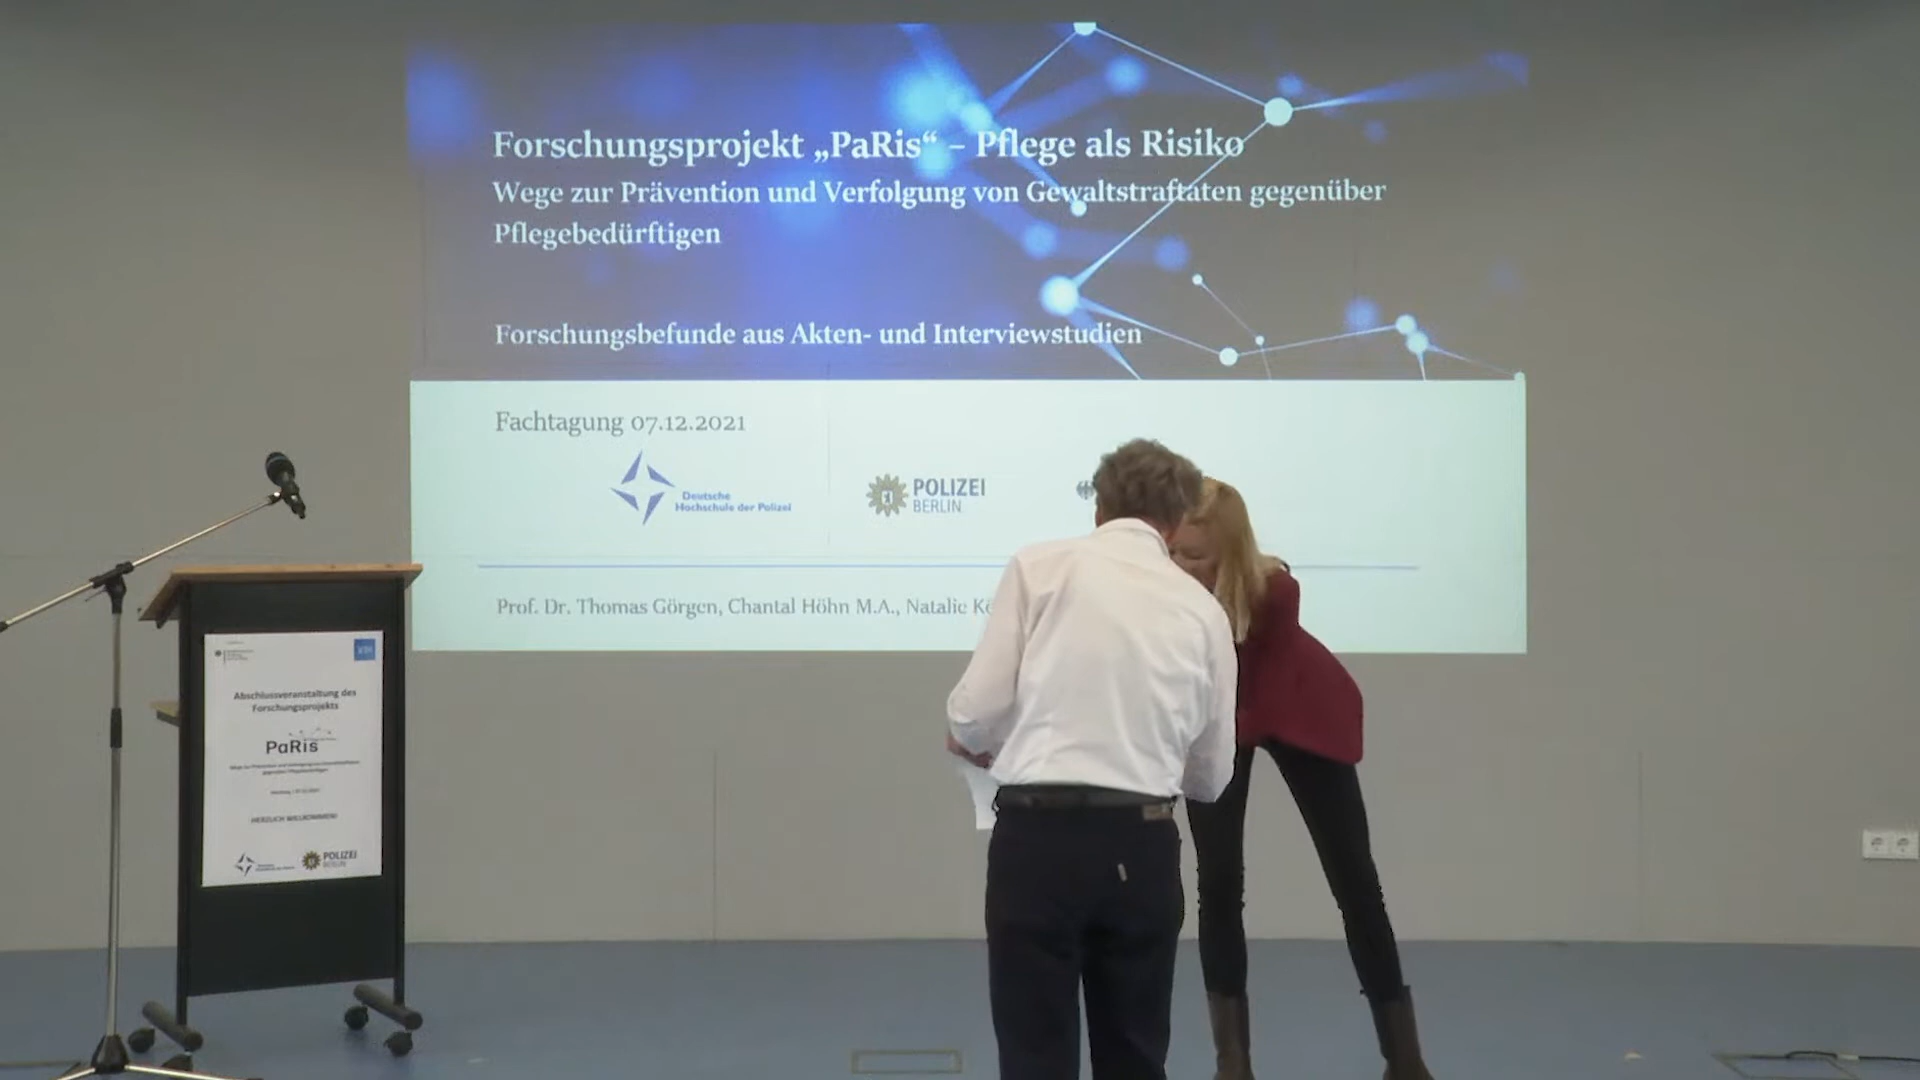 Forschungsprojekt „PaRis“ – Pflege als Risiko
Wege zur Prävention und Verfolgung von Gewaltstraftaten gegenüber
Pflegebedürftigen
Forschungsbefunde aus Akten- und Interviewstudien
Fachtagung 07.12.2021
Deutsche
Hochschule der Polizei
POLIZEI
BERLIN
Prof. Dr. Thomas Görgen, Chantal Höhn M.A., Natalie
Abschlussveranstaltung des
Forschungsprojekts
PaRis
HERZLICH WILLKOMMEN!
POLIZEI
BERLIN